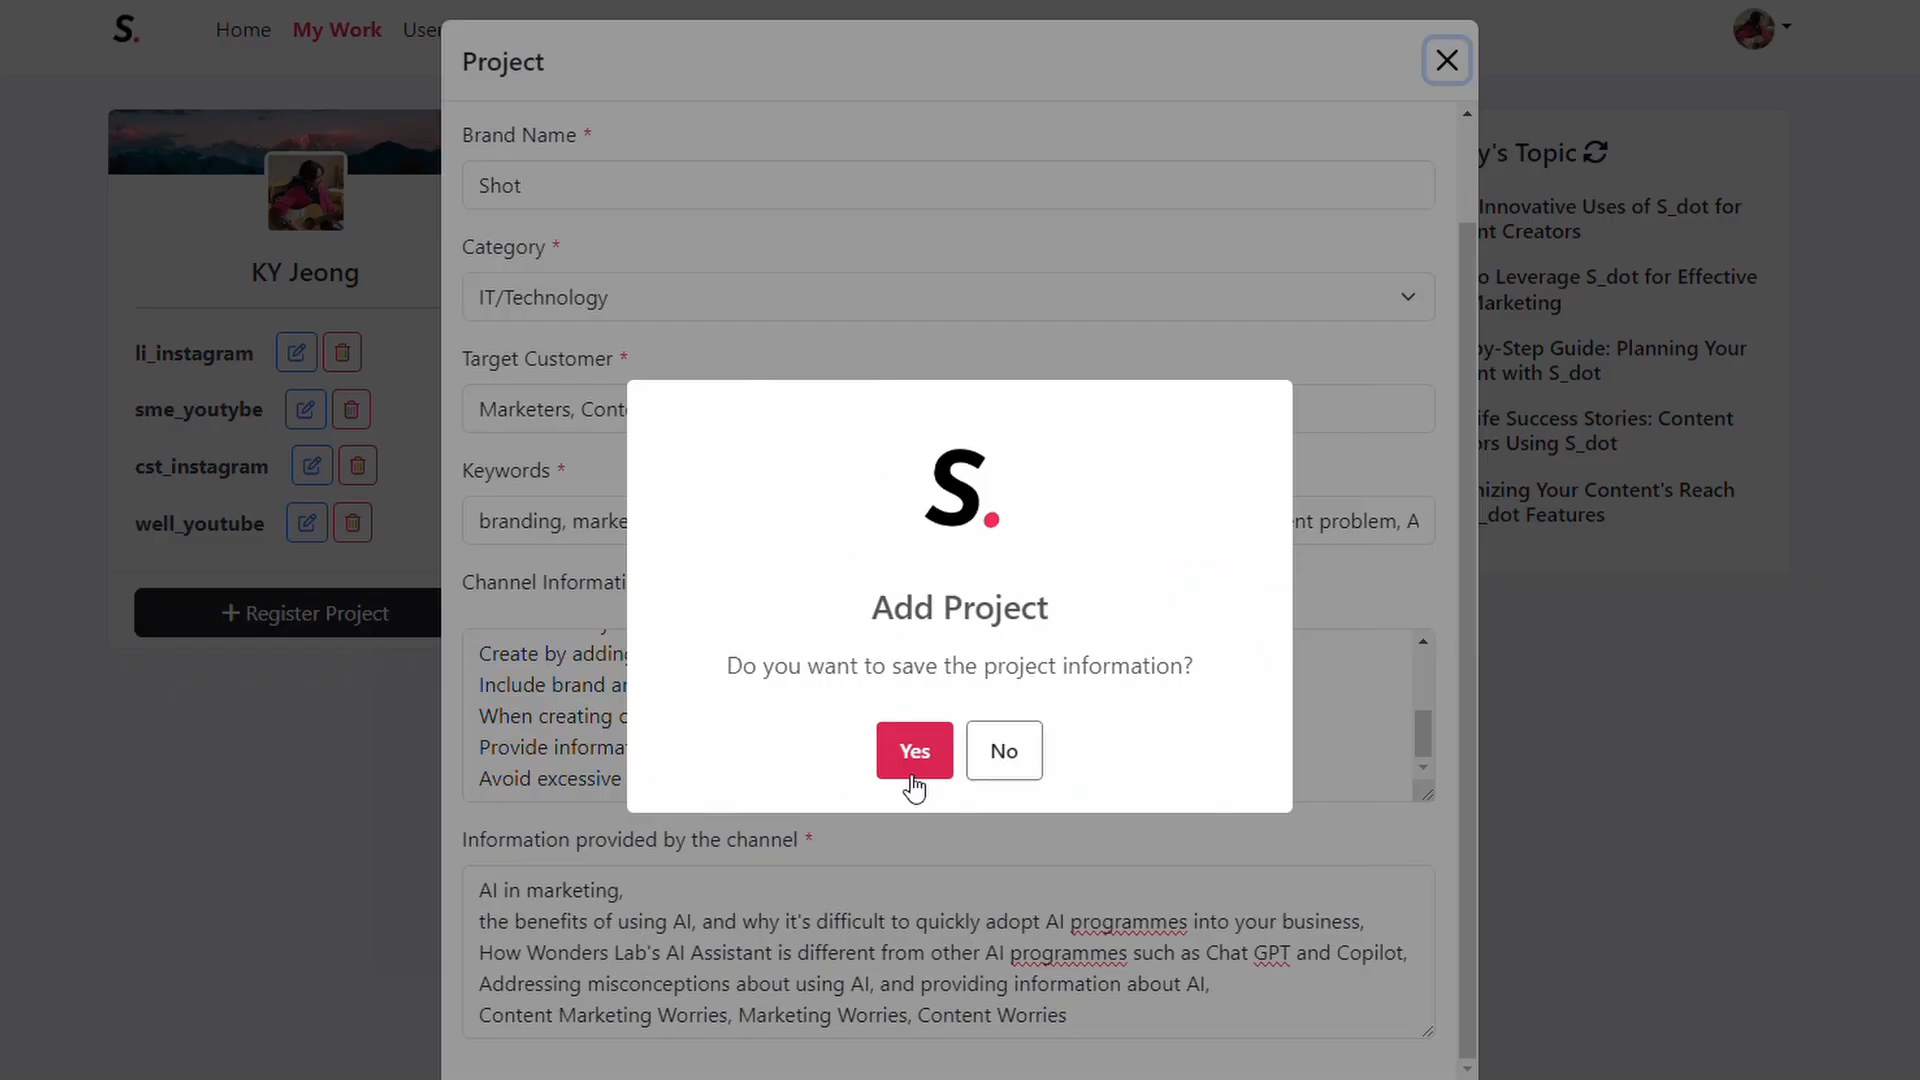 S.
Home
My Work
User
Project
Brand Name *
Shot
Category *
IT/Technology
Target Customer *
Marketers, Cont
Keywords *
branding, marke
nt problem, A
Channel Informati
Create by adding
Include brand ar
When creating c
Provide informa
Avoid excessive
Information provided by the channel *
AI in marketing,
the benefits of using AI, and why it's difficult to quickly adopt AI programmes into your business,
How Wonders Lab's AI Assistant is different from other AI programmes such as Chat GPT and Copilot,
Addressing misconceptions about using AI, and providing information about AI,
Content Marketing Worries, Marketing Worries, Content Worries
S.
Add Project
Do you want to save the project information?
Yes
No
KY Jeong
li_instagram
sme_youtybe
cst_instagram
well_youtube
+ Register Project
y's Topic
Innovative Uses of S_dot for
nt Creators
o Leverage S_dot for Effective
Marketing
by-Step Guide: Planning Your
nt with S_dot
ife Success Stories: Content
ors Using S_dot
nizing Your Content's Reach
_dot Features